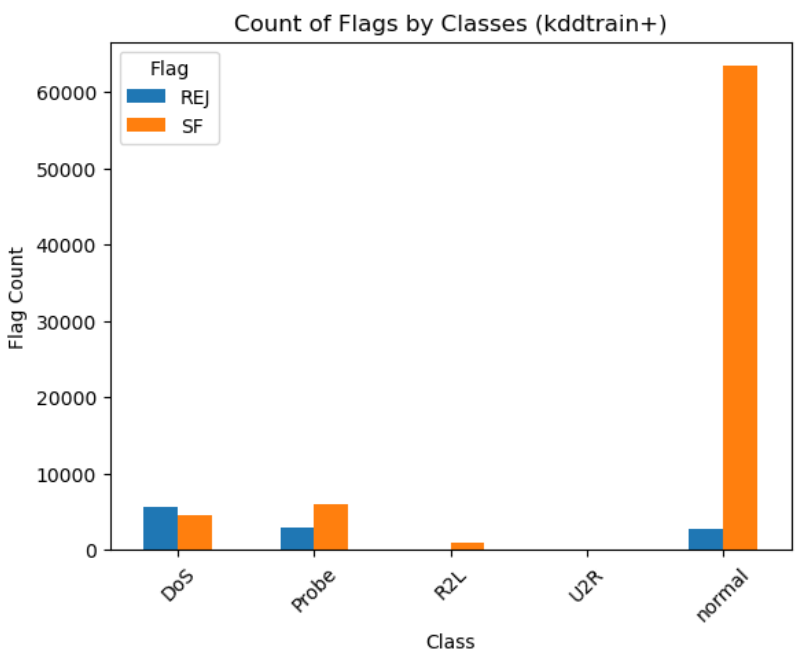 Count of Flags by Classes (kddtrain+)
Flag
REJ
SF
60000
50000
40000
30000
20000
10000
0
Flag Count
DoS
Probe
R2L
U2R
normal
Class